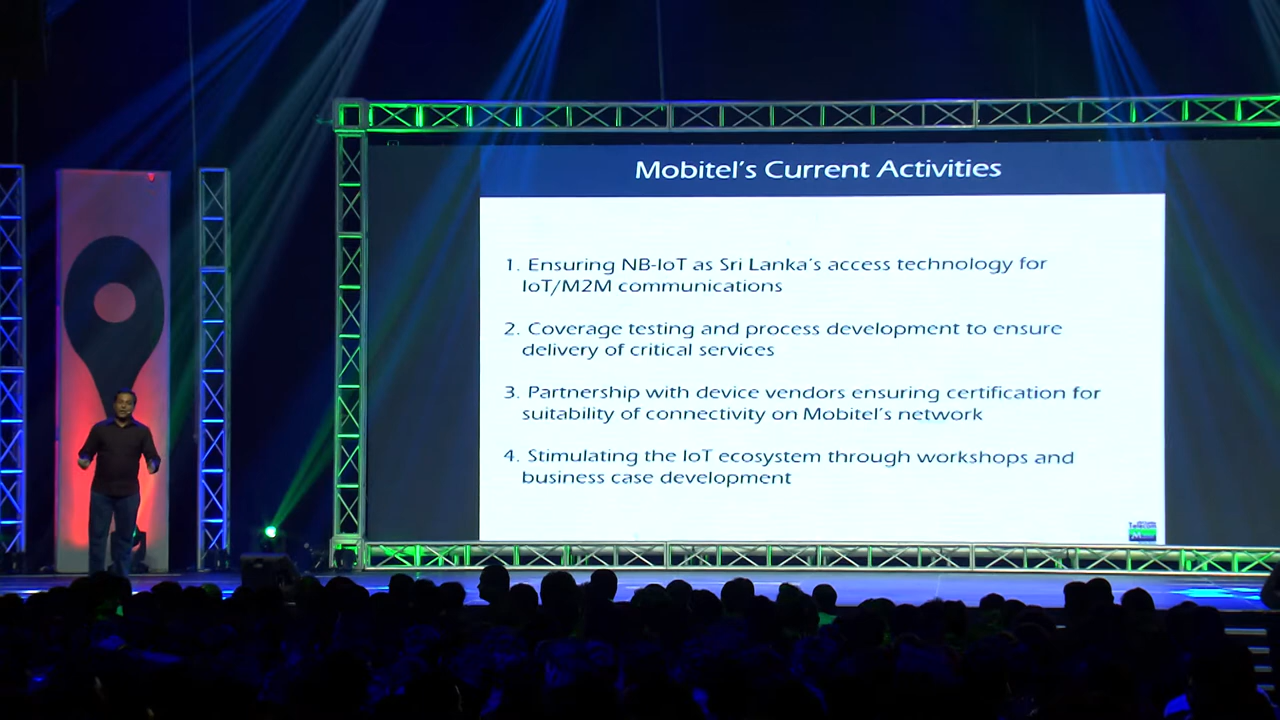 Mobitel's Current Activities
1. Ensuring NB-IoT as Sri Lanka's access technology for
IoT/M2M communications
2. Coverage testing and process development to ensure
delivery of critical services
3. Partnership with device vendors ensuring certification for
suitability of connectivity on Mobitel's network
4. Stimulating the IoT ecosystem through workshops and
business case development
Telecom